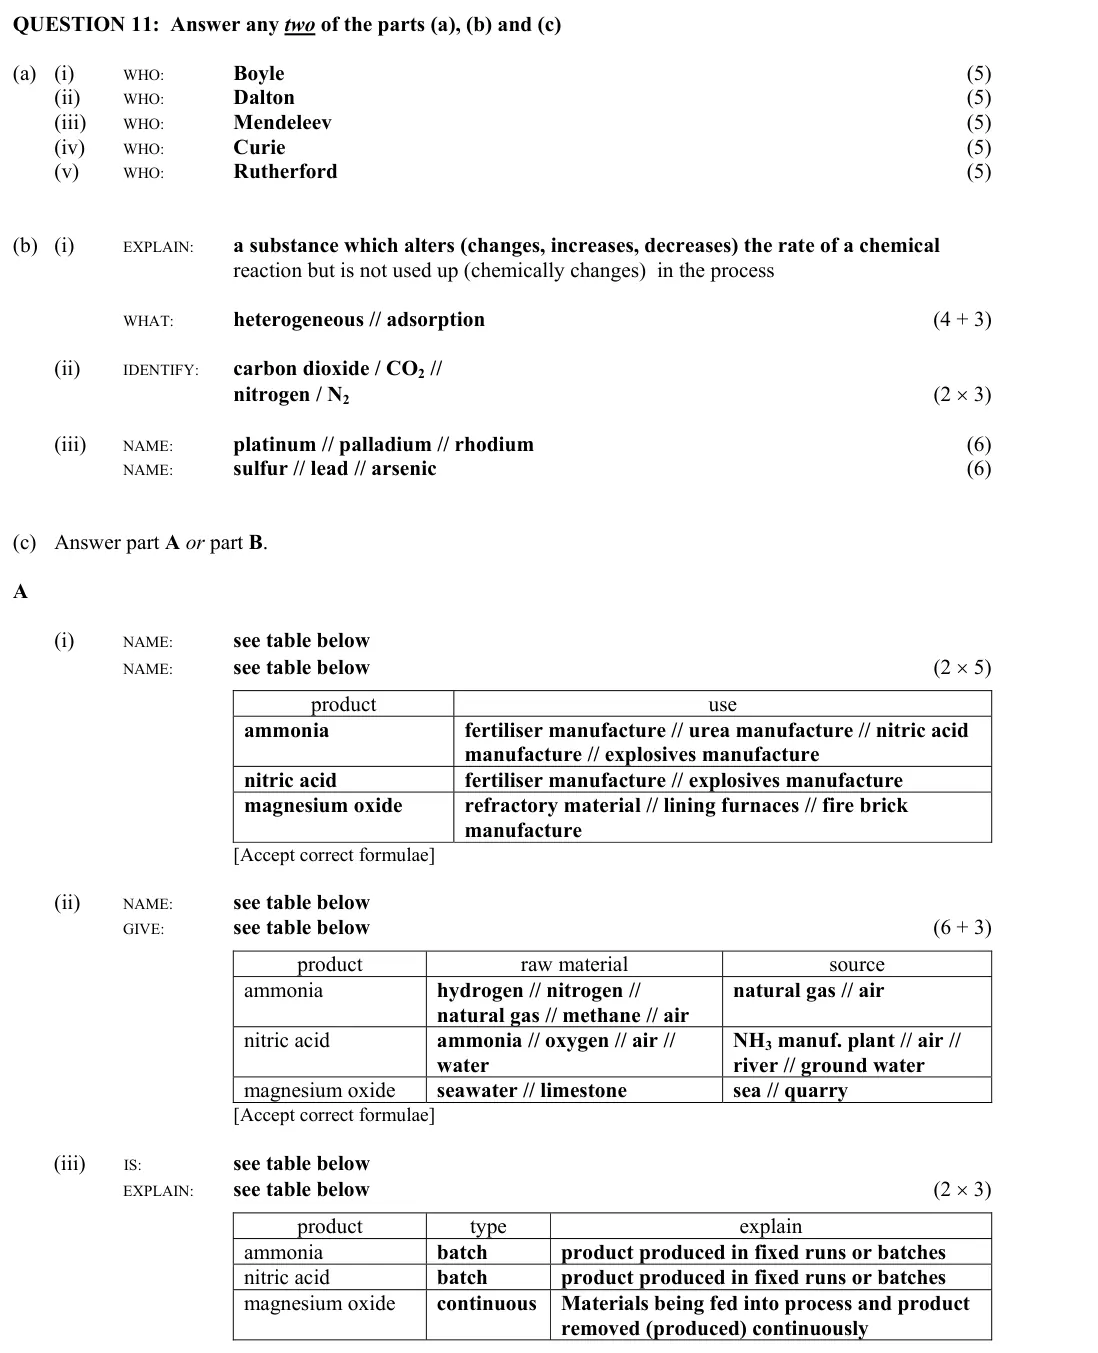 QUESTION 11: Answer any two of the parts (a), (b) and (c)
(a) (i) WHO: Boyle (5)
(ii) WHO: Dalton (5)
(iii) WHO: Mendeleev (5)
(iv) WHO: Curie (5)
(v) WHO: Rutherford (5)
(b) (i) EXPLAIN: a substance which alters (changes, increases, decreases) the rate of a chemical
reaction but is not used up (chemically changes) in the process
WHAT: heterogeneous // adsorption (4 + 3)
(ii) IDENTIFY: carbon dioxide / CO₂ //
nitrogen / N₂ (2 × 3)
(iii) NAME: platinum // palladium // rhodium (6)
NAME: sulfur // lead // arsenic (6)
(c) Answer part A or part B.
A
(i) NAME: see table below
NAME: see table below (2 × 5)
product use
ammonia fertiliser manufacture // urea manufacture // nitric acid
manufacture // explosives manufacture
nitric acid fertiliser manufacture // explosives manufacture
magnesium oxide refractory material // lining furnaces // fire brick
manufacture
[Accept correct formulae]
(ii) NAME: see table below
GIVE: see table below (6 + 3)
product raw material source
ammonia hydrogen // nitrogen // natural gas // air
natural gas // methane // air
nitric acid ammonia // oxygen // air // NH₃ manuf. plant // air //
water river // ground water
magnesium oxide seawater // limestone sea // quarry
[Accept correct formulae]
(iii) IS: see table below
EXPLAIN: see table below (2 × 3)
product type explain
ammonia batch product produced in fixed runs or batches
nitric acid batch product produced in fixed runs or batches
magnesium oxide continuous Materials being fed into process and product
removed (produced) continuously